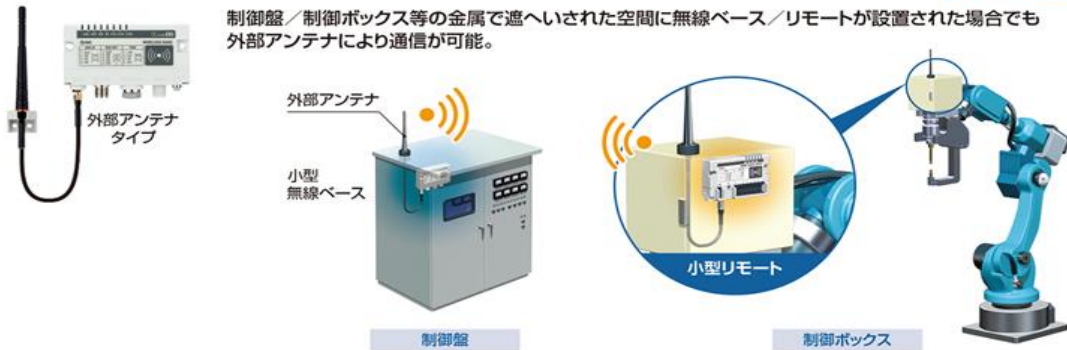 制御盤／制御ボックス等の金属で遮へいされた空間に無線ベース／リモートが設置された場合でも
外部アンテナにより通信が可能。
外部アンテナ
タイプ
外部アンテナ
小型
無線ベース
小型リモート
制御盤
制御ボックス